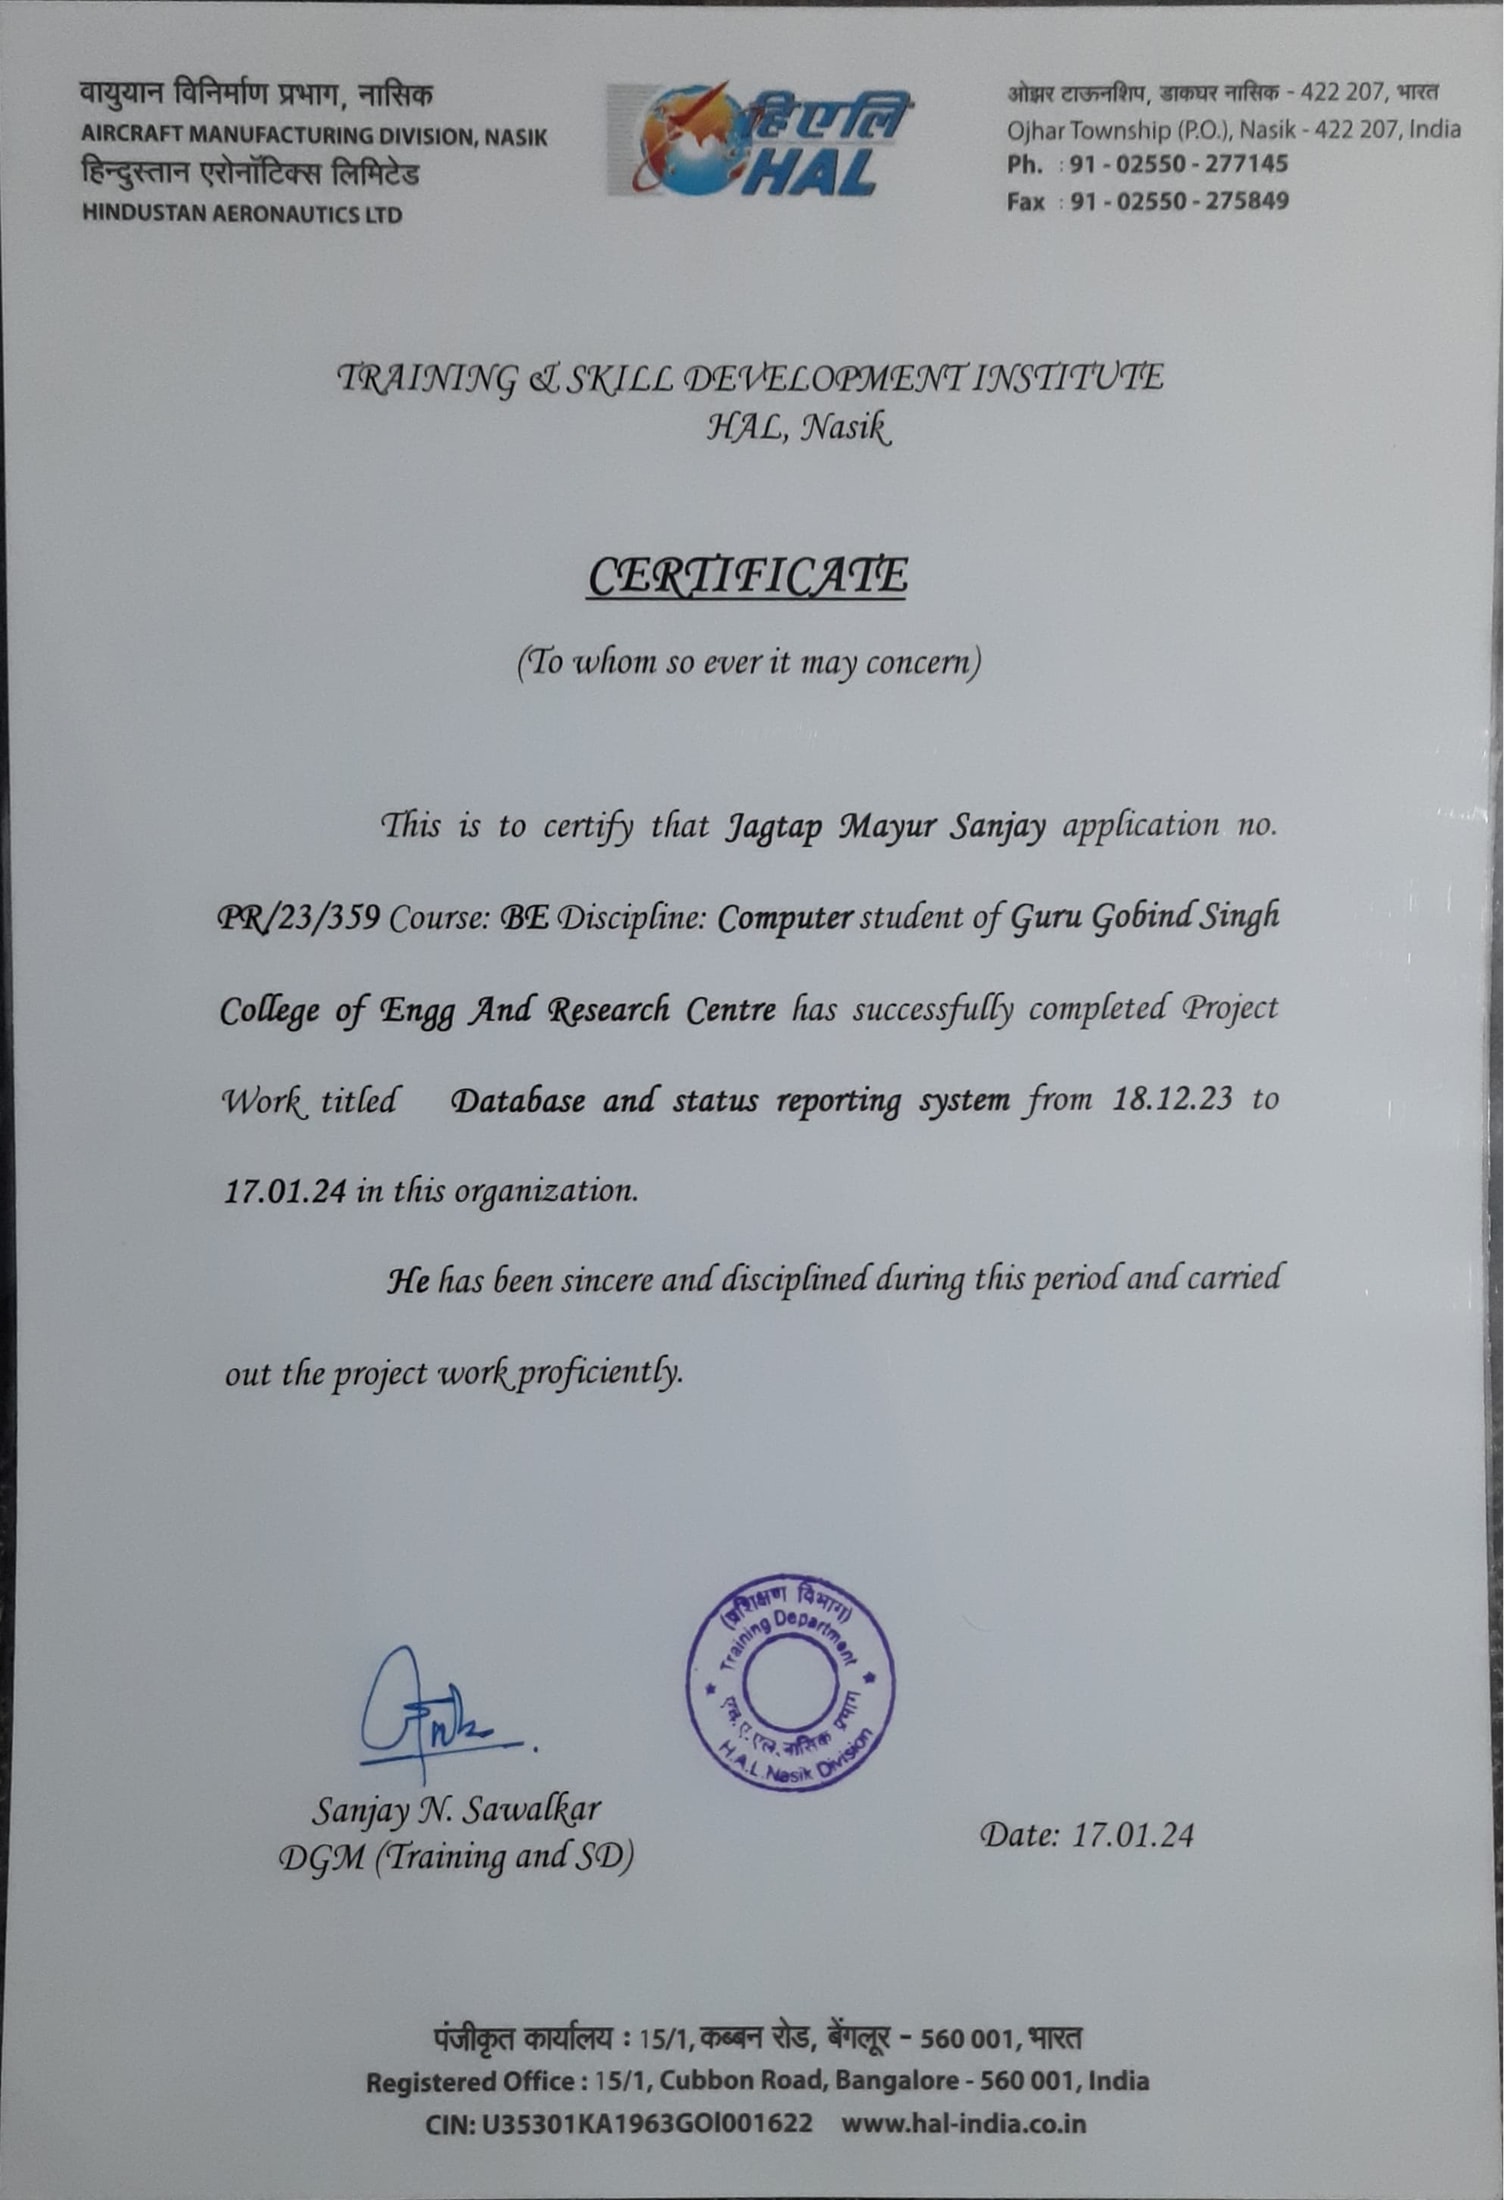 वायुयान विनिर्माण प्रभाग, नासिक
AIRCRAFT MANUFACTURING DIVISION, NASIK
हिन्दुस्तान एरोनॉटिक्स लिमिटेड
HINDUSTAN AERONAUTICS LTD
हिएलि
HAL
ओझर टाऊनशिप, डाकघर नासिक - 422 207, भारत
Ojhar Township (P.O.), Nasik - 422 207, India
Ph. : 91 - 02550 - 277145
Fax : 91 - 02550 - 275849
TRAINING & SKILL DEVELOPMENT INSTITUTE
HAL, Nasik
CERTIFICATE
(To whom so ever it may concern)
This is to certify that Jagtap Mayur Sanjay application no.
PR/23/359 Course: BE Discipline: Computer student of Guru Gobind Singh
College of Engg And Research Centre has successfully completed Project
Work titled Database and status reporting system from 18.12.23 to
17.01.24 in this organization.
He has been sincere and disciplined during this period and carried
out the project work proficiently.
(प्रशिक्षण विभाग)
Training Department
एच.ए.एल. नासिक प्रभाग
H.A.L. Nasik Division
Sanjay N. Sawalkar
DGM (Training and SD)
Date: 17.01.24
पंजीकृत कार्यालय : 15/1, कब्बन रोड, बेंगलूर - 560 001, भारत
Registered Office : 15/1, Cubbon Road, Bangalore - 560 001, India
CIN: U35301KA1963GOI001622 www.hal-india.co.in